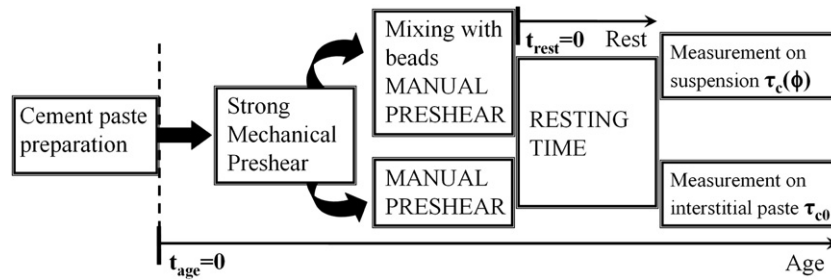 Cement paste
preparation
Strong
Mechanical
Preshear
Mixing with
beads
MANUAL
PRESHEAR
MANUAL
PRESHEAR
t_rest=0 Rest
RESTING
TIME
Measurement on
suspension τ_c(ϕ)
Measurement on
interstitial paste τ_c0
t_age=0
Age